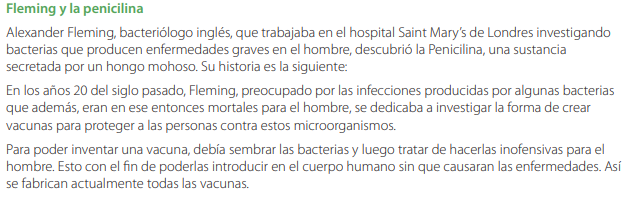 Fleming y la penicilina
Alexander Fleming, bacteriólogo inglés, que trabajaba en el hospital Saint Mary's de Londres investigando
bacterias que producen enfermedades graves en el hombre, descubrió la Penicilina, una sustancia
secretada por un hongo mohoso. Su historia es la siguiente:
En los años 20 del siglo pasado, Fleming, preocupado por las infecciones producidas por algunas bacterias
que además, eran en ese entonces mortales para el hombre, se dedicaba a investigar la forma de crear
vacunas para proteger a las personas contra estos microorganismos.
Para poder inventar una vacuna, debía sembrar las bacterias y luego tratar de hacerlas inofensivas para el
hombre. Esto con el fin de poderlas introducir en el cuerpo humano sin que causaran las enfermedades. Así
se fabrican actualmente todas las vacunas.